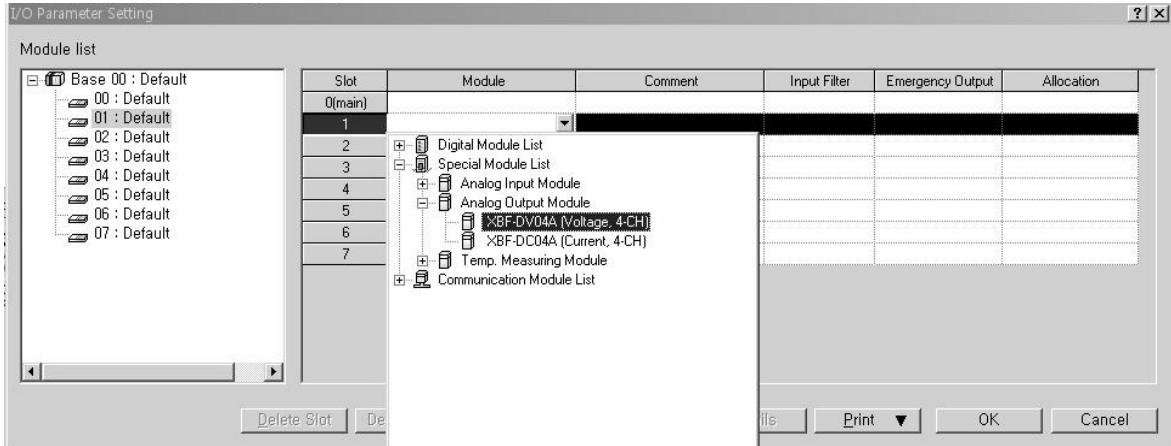 I/O Parameter Setting
Module list
Base 00 : Default
00 : Default
01 : Default
02 : Default
03 : Default
04 : Default
05 : Default
06 : Default
07 : Default
Slot Module Comment Input Filter Emergency Output Allocation
0(main)
1
2
3
4
5
6
7
Digital Module List
Special Module List
Analog Input Module
Analog Output Module
XBF-DV04A (Voltage, 4-CH)
XBF-DC04A (Current, 4-CH)
Temp. Measuring Module
Communication Module List
Delete Slot De ils Print OK Cancel